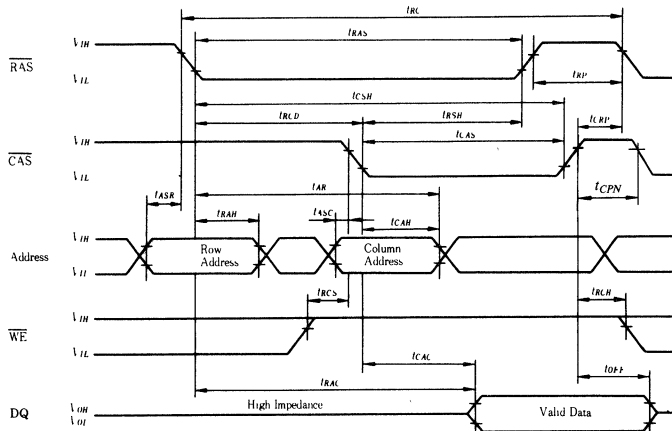 tRC
VIH
tRAS
RAS
VIL
tRP
tCSH
tRCD
tRSH
tCRP
VIH
tCAS
CAS
VIL
tCPN
tASR
tAR
tRAH
tASC
tCAH
VIH
Address
Row Address
Column Address
VIL
tRCS
tRCH
VIH
WE
VIL
tCAC
tOFF
tRAC
DQ
VOH
High Impedance
Valid Data
VOL